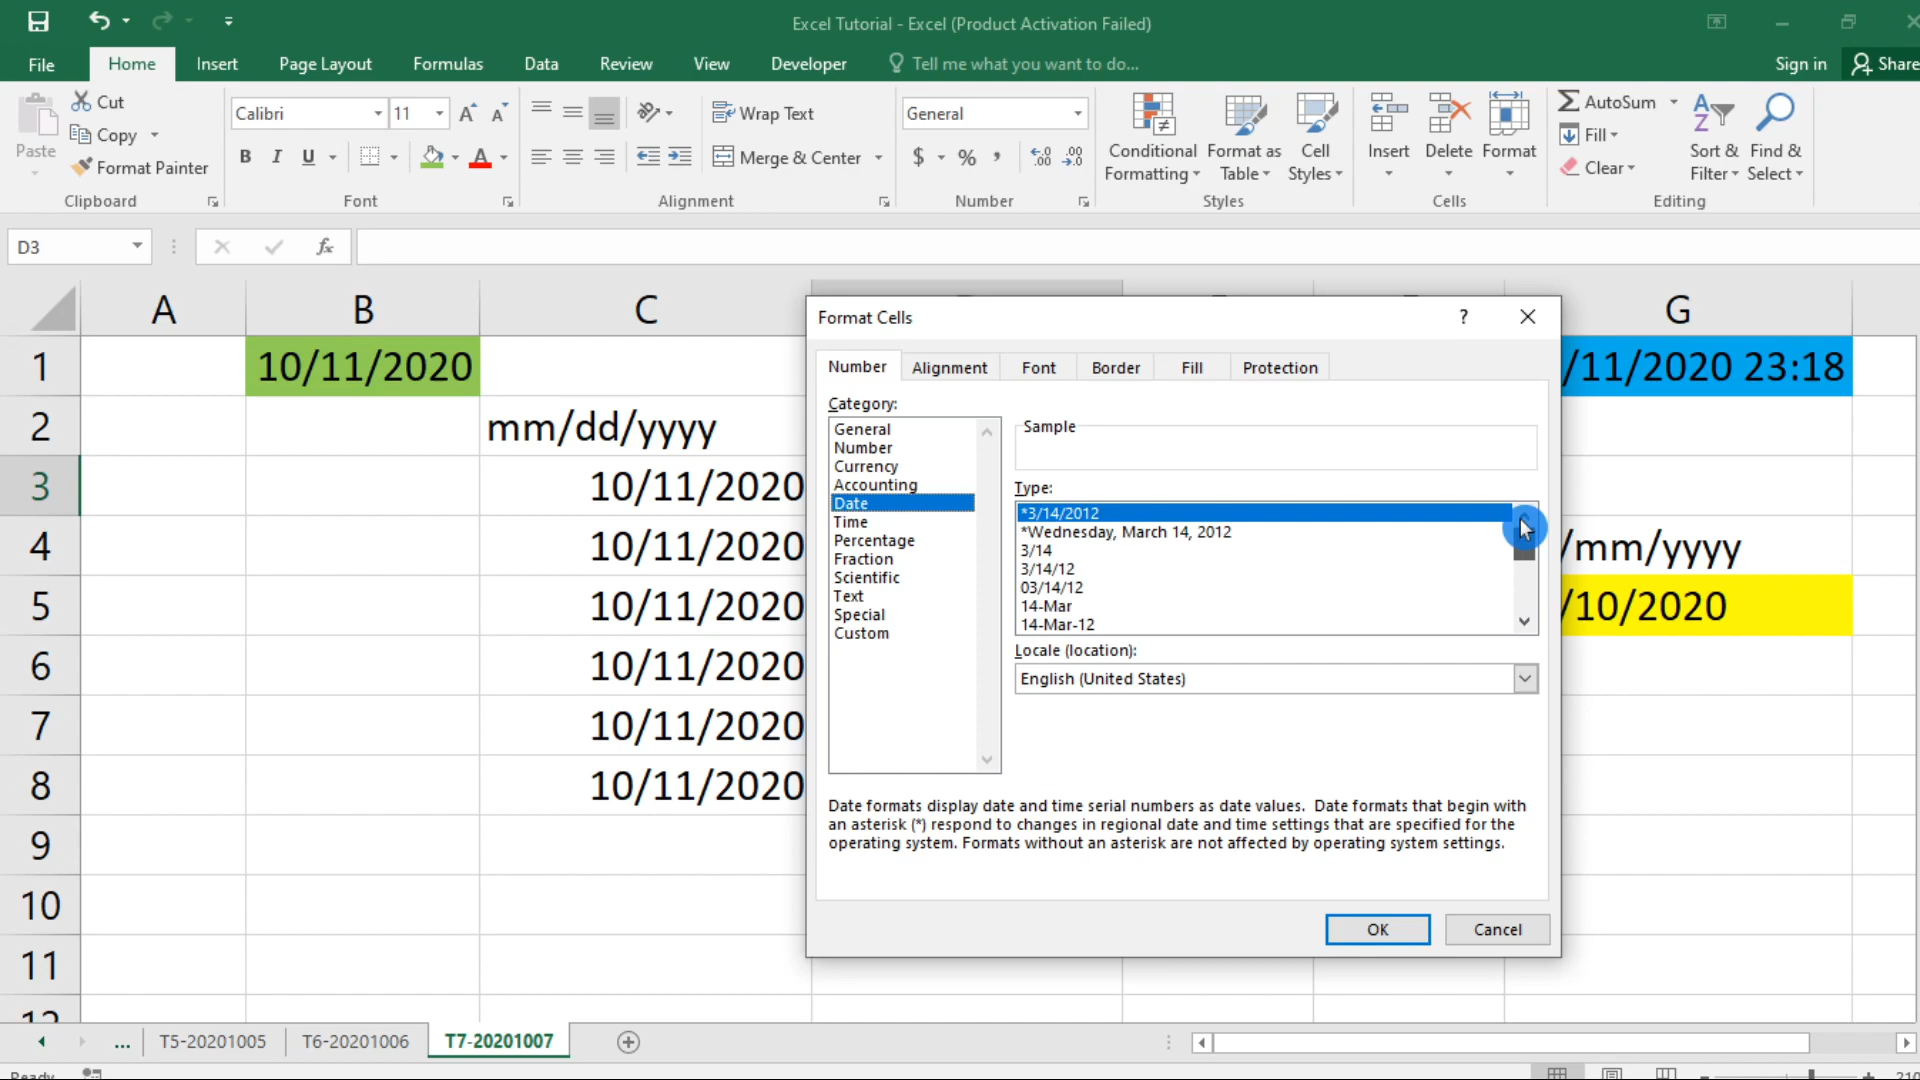 Excel Tutorial - Excel (Product Activation Failed)
File Home Insert Page Layout Formulas Data Review View Developer Tell me what you want to do... Sign in Share
Paste
Cut
Copy
Format Painter
Clipboard
Calibri 11
B I U
Font
Wrap Text
Merge & Center
Alignment
General
$ % ,
Number
Conditional Formatting
Format as Table
Cell Styles
Styles
Insert Delete Format
Cells
AutoSum
Fill
Clear
Sort & Filter
Find & Select
Editing
D3 fx
A B C G
1 10/11/2020 /11/2020 23:18
2 mm/dd/yyyy
3 10/11/2020
4 10/11/2020 /mm/yyyy
5 10/11/2020 /10/2020
6 10/11/2020
7 10/11/2020
8 10/11/2020
9
10
11
12
Format Cells ?
Number Alignment Font Border Fill Protection
Category:
General
Number
Currency
Accounting
Date
Time
Percentage
Fraction
Scientific
Text
Special
Custom
Sample
Type:
*3/14/2012
*Wednesday, March 14, 2012
3/14
3/14/12
03/14/12
14-Mar
14-Mar-12
Locale (location):
English (United States)
Date formats display date and time serial numbers as date values. Date formats that begin with
an asterisk (*) respond to changes in regional date and time settings that are specified for the
operating system. Formats without an asterisk are not affected by operating system settings.
OK Cancel
... T5-20201005 T6-20201006 T7-20201007
Ready